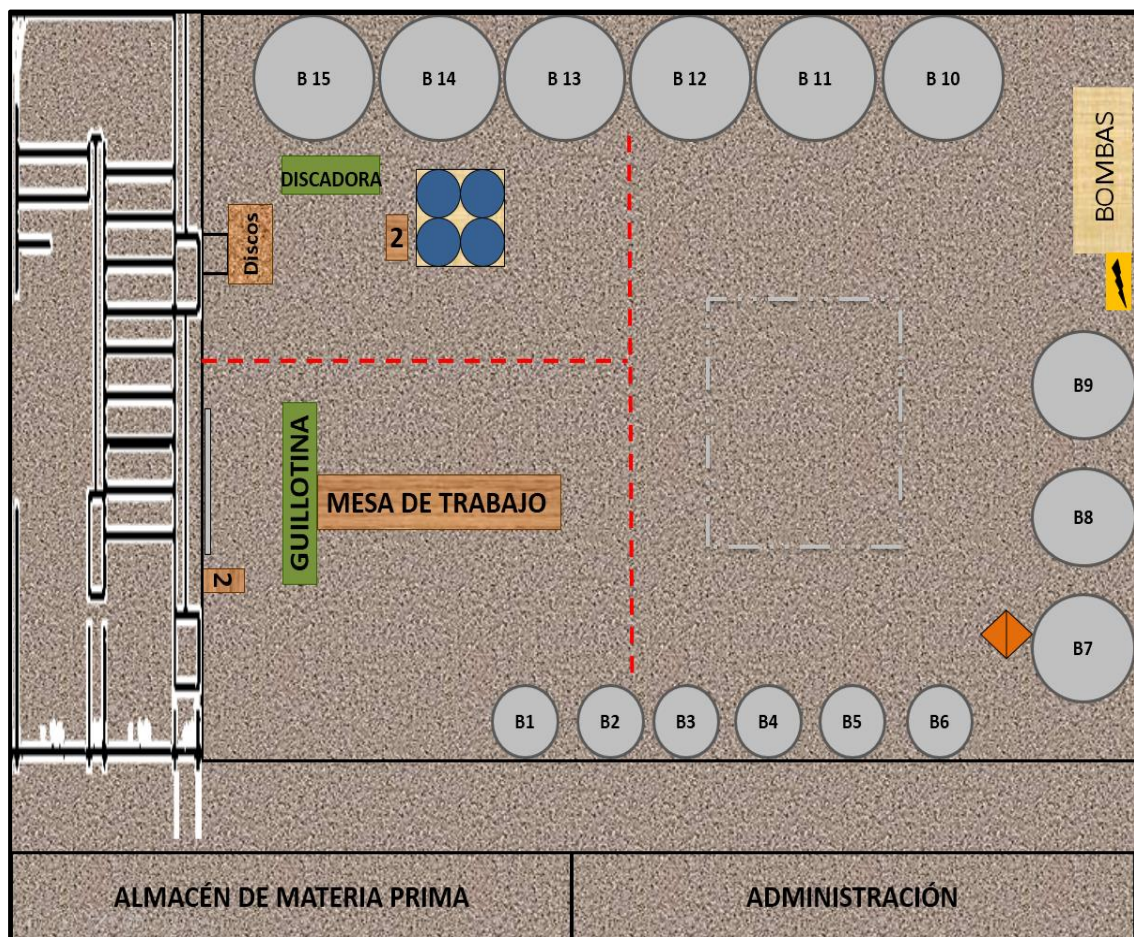 B 15
B 14
B 13
B 12
B 11
B 10
BOMBAS
DISCADORA
2
Discos
B9
GUILLOTINA
MESA DE TRABAJO
B8
2
B7
B1
B2
B3
B4
B5
B6
ALMACÉN DE MATERIA PRIMA
ADMINISTRACIÓN